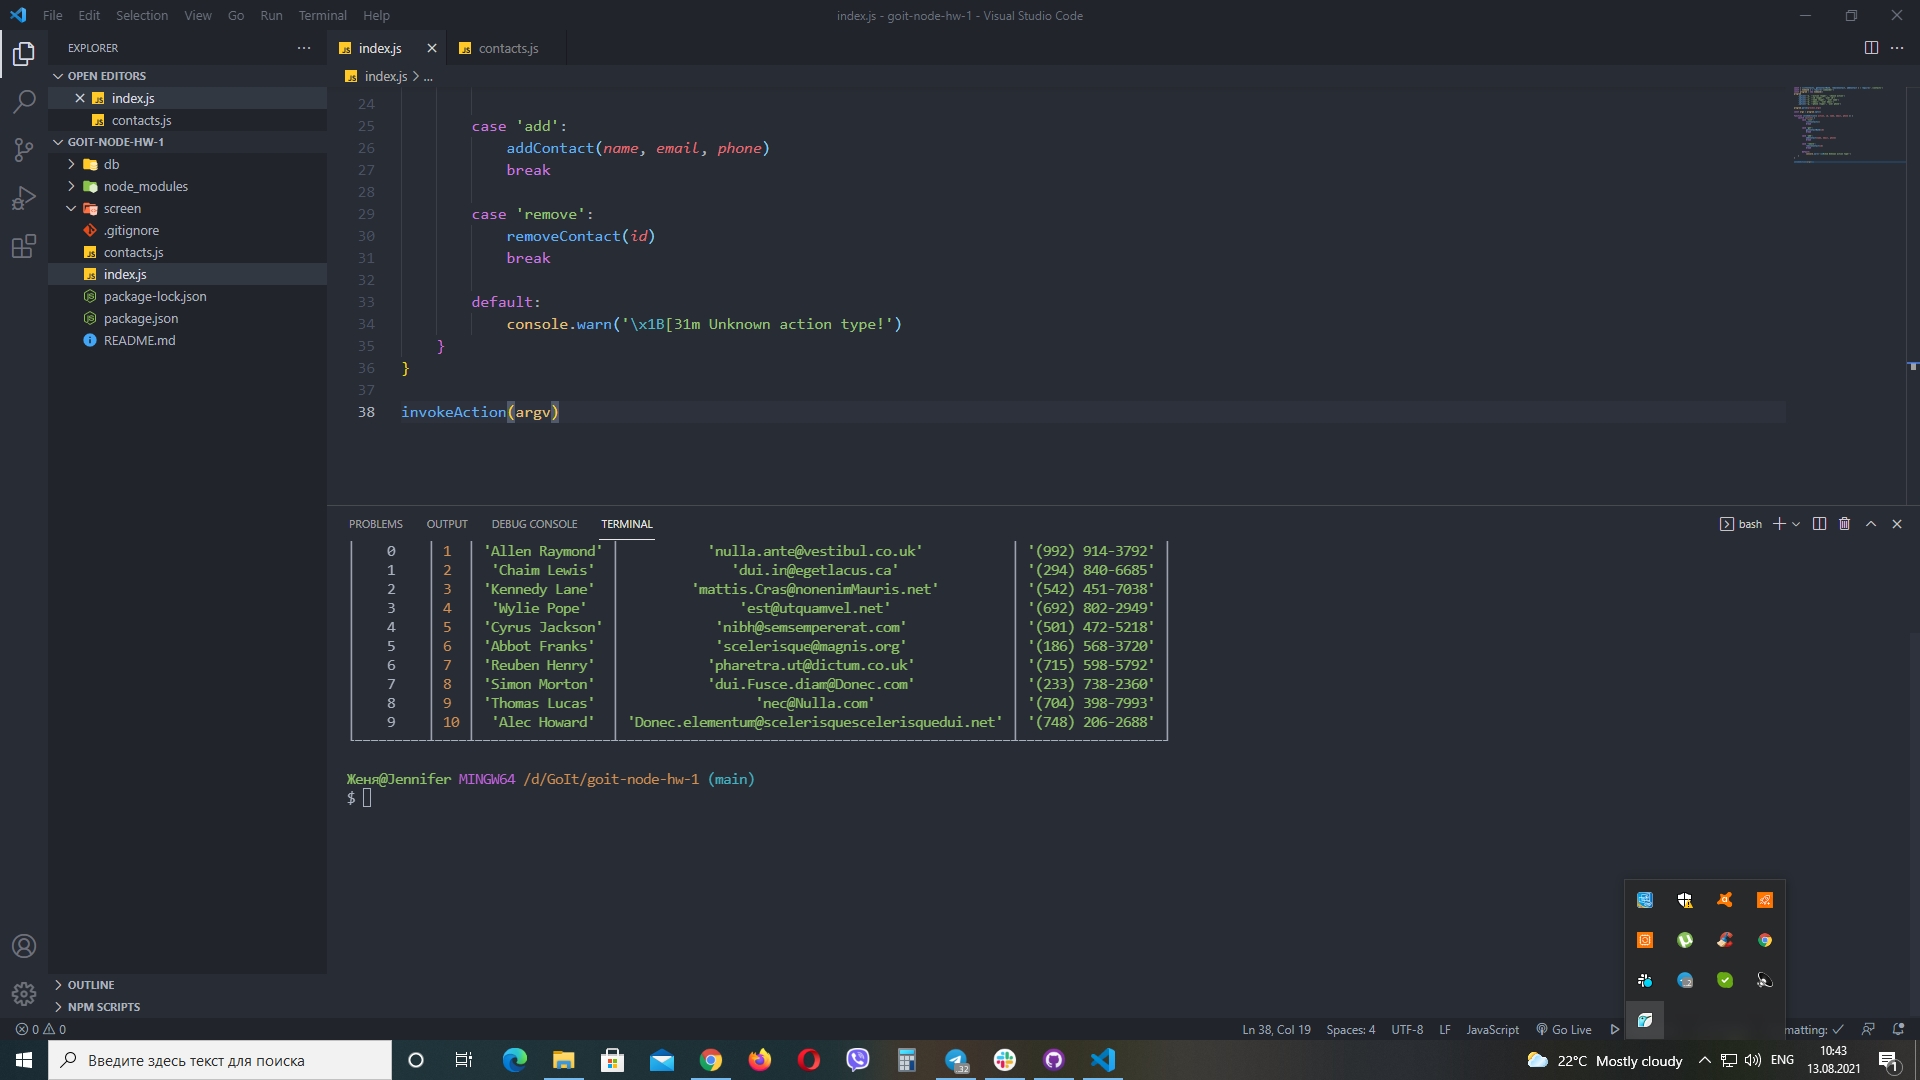 File Edit Selection View Go Run Terminal Help
index.js - goit-node-hw-1 - Visual Studio Code
EXPLORER
OPEN EDITORS
index.js
contacts.js
GOIT-NODE-HW-1
db
node_modules
screen
.gitignore
contacts.js
index.js
package-lock.json
package.json
README.md
OUTLINE
NPM SCRIPTS
index.js contacts.js
index.js > ...
24
25 case 'add':
26 addContact(name, email, phone)
27 break
28
29 case 'remove':
30 removeContact(id)
31 break
32
33 default:
34 console.warn('\x1B[31m Unknown action type!')
35 }
36 }
37
38 invokeAction(argv)
PROBLEMS OUTPUT DEBUG CONSOLE TERMINAL
bash
0 1 'Allen Raymond' 'nulla.ante@vestibul.co.uk' '(992) 914-3792'
1 2 'Chaim Lewis' 'dui.in@egetlacus.ca' '(294) 840-6685'
2 3 'Kennedy Lane' 'mattis.Cras@nonenimMauris.net' '(542) 451-7038'
3 4 'Wylie Pope' 'est@utquamvel.net' '(692) 802-2949'
4 5 'Cyrus Jackson' 'nibh@semsempererat.com' '(501) 472-5218'
5 6 'Abbot Franks' 'scelerisque@magnis.org' '(186) 568-3720'
6 7 'Reuben Henry' 'pharetra.ut@dictum.co.uk' '(715) 598-5792'
7 8 'Simon Morton' 'dui.Fusce.diam@Donec.com' '(233) 738-2360'
8 9 'Thomas Lucas' 'nec@Nulla.com' '(704) 398-7993'
9 10 'Alec Howard' 'Donec.elementum@scelerisquescelerisquedui.net' '(748) 206-2688'
Женя@Jennifer MINGW64 /d/GoIt/goit-node-hw-1 (main)
$
0 0
Ln 38, Col 19 Spaces: 4 UTF-8 LF JavaScript Go Live matting:
Введите здесь текст для поиска
22°C Mostly cloudy ENG
10:43
13.08.2021